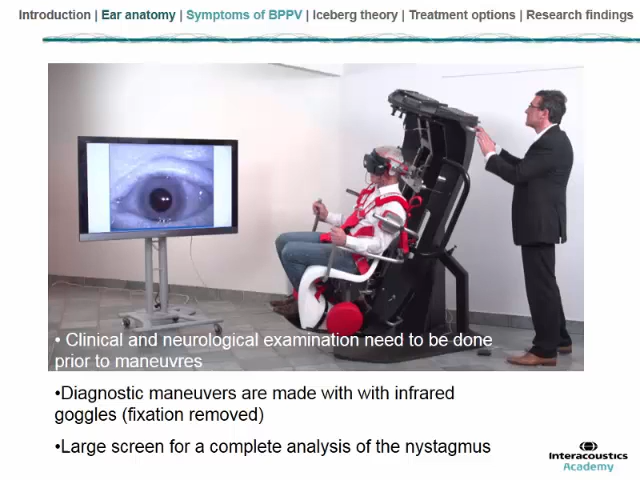 Introduction | Ear anatomy | Symptoms of BPPV | Iceberg theory | Treatment options | Research findings
• Clinical and neurological examination need to be done
prior to maneuvres
•Diagnostic maneuvers are made with with infrared
goggles (fixation removed)
•Large screen for a complete analysis of the nystagmus
Interacoustics
Academy